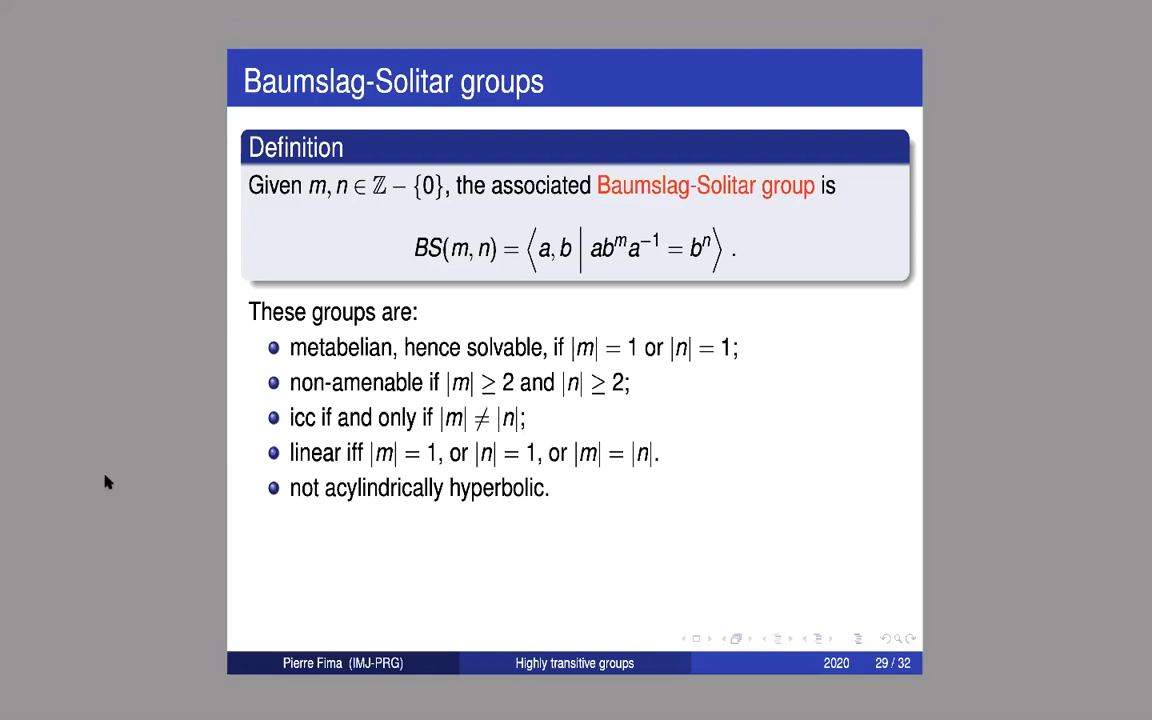 Baumslag-Solitar groups
Definition
Given m, n ∈ ℤ − {0}, the associated Baumslag-Solitar group is
BS(m, n) = ⟨a, b | abᵐa⁻¹ = bⁿ⟩ .
These groups are:
metabelian, hence solvable, if |m| = 1 or |n| = 1;
non-amenable if |m| ≥ 2 and |n| ≥ 2;
icc if and only if |m| ≠ |n|;
linear iff |m| = 1, or |n| = 1, or |m| = |n|.
not acylindrically hyperbolic.
Pierre Fima (IMJ-PRG) Highly transitive groups 2020 29 / 32